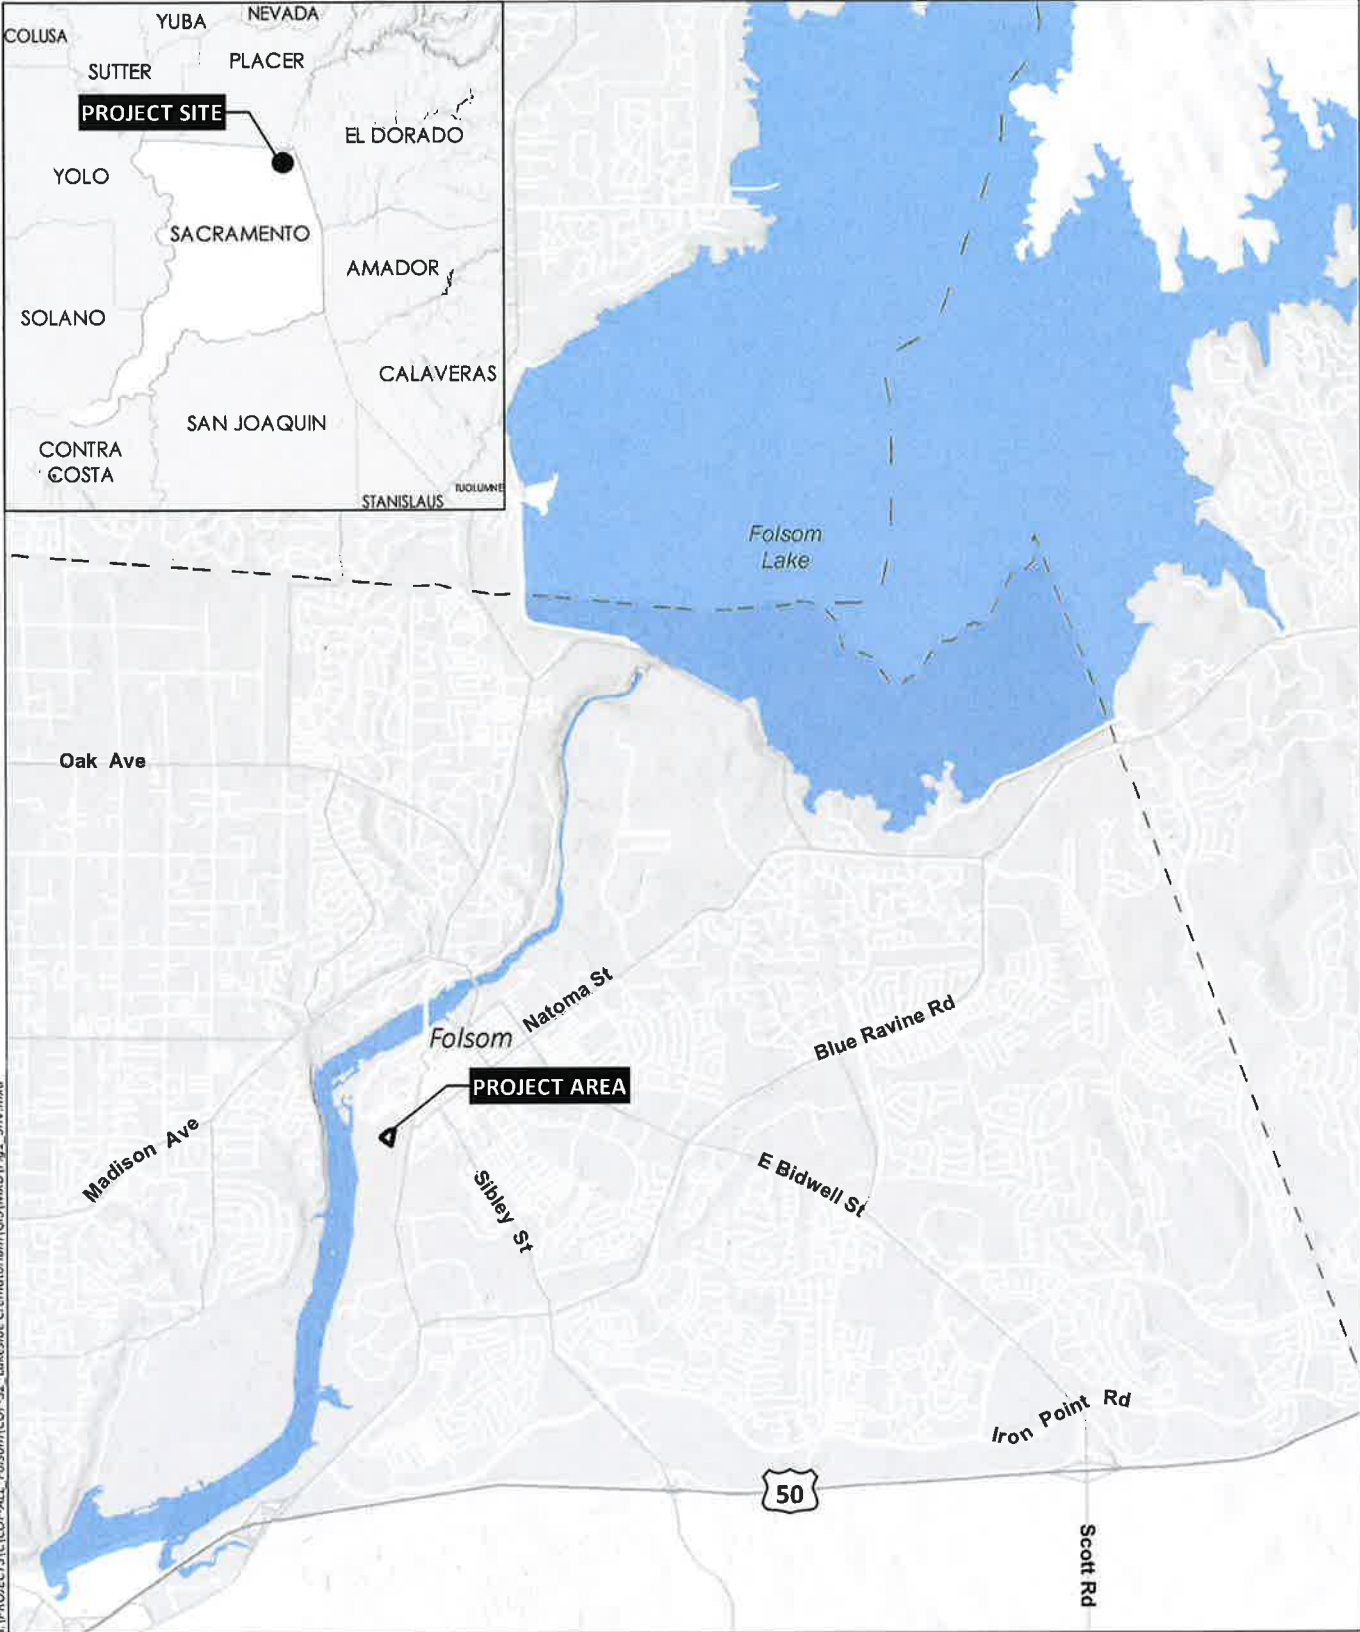 NEVADA
YUBA
COLUSA
PLACER
SUTTER
PROJECT SITE
EL DORADO
YOLO
SACRAMENTO
AMADOR
SOLANO
CALAVERAS
SAN JOAQUIN
CONTRA
COSTA
TUOLUMNE
STANISLAUS
Folsom
Lake
Oak Ave
Natoma St
Blue Ravine Rd
Folsom
PROJECT AREA
Madison Ave
E Bidwell St
Sibley St
Iron Point Rd
50
Scott Rd